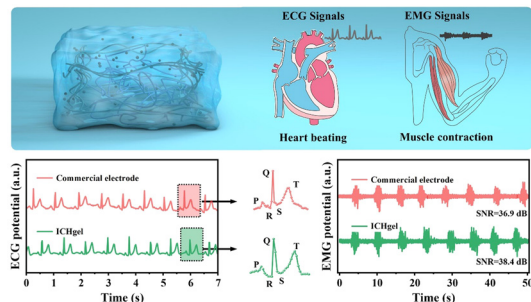 ECG Signals
EMG Signals
Heart beating
Muscle contraction
ECG potential (a.u.)
Commercial electrode
ICHgel
0 1 2 3 4 5 6 7
Time (s)
Q
P
T
R
S
Q
P
T
R
S
EMG potential (a.u.)
Commercial electrode
SNR=36.9 dB
ICHgel
SNR=38.4 dB
0 10 20 30 40 50
Time (s)